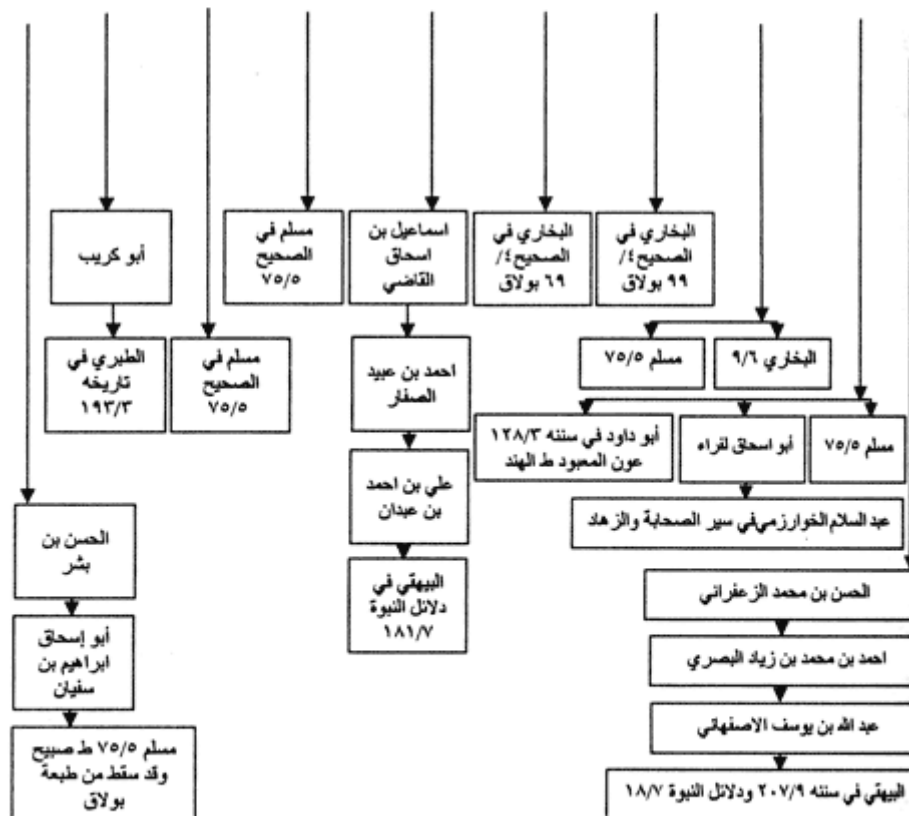 البخاري في
الصحيح٤/
٩٩ بولاق
البخاري في
الصحيح٤/
٦٩ بولاق
اسماعيل بن
اسحاق
القاضي
مسلم في
الصحيح
٧٥/٥
أبو كريب
البخاري ٩/٦
مسلم ٧٥/٥
احمد بن عبيد
الصفار
مسلم في
الصحيح
٧٥/٥
الطبري في
تاريخه
١٩٣/٣
مسلم ٧٥/٥
أبو اسحاق لفراء
أبو داود في سننه ١٢٨/٣
عون المعبود ط الهند
علي بن احمد
بن عبدان
عبد السلام الخوارزمي في سير الصحابة والزهاد
الحسن بن
بشر
البيهقي في
دلائل النبوة
١٨١/٧
الحسن بن محمد الزعفراني
أبو إسحاق
ابراهيم بن
سفيان
احمد بن محمد بن زياد البصري
عبد الله بن يوسف الاصفهاني
مسلم ٧٥/٥ ط صبيح
وقد سقط من طبعة
بولاق
البيهقي في سننه ٢٠٧/٩ ودلائل النبوة ١٨/٧